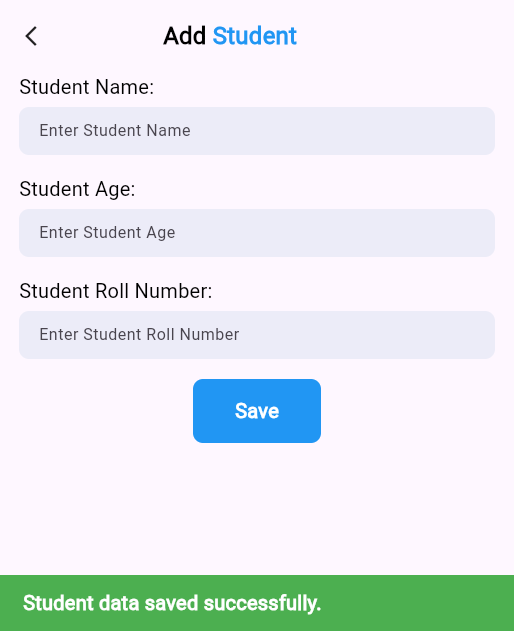 Add Student
Student Name:
Enter Student Name
Student Age:
Enter Student Age
Student Roll Number:
Enter Student Roll Number
Save
Student data saved successfully.